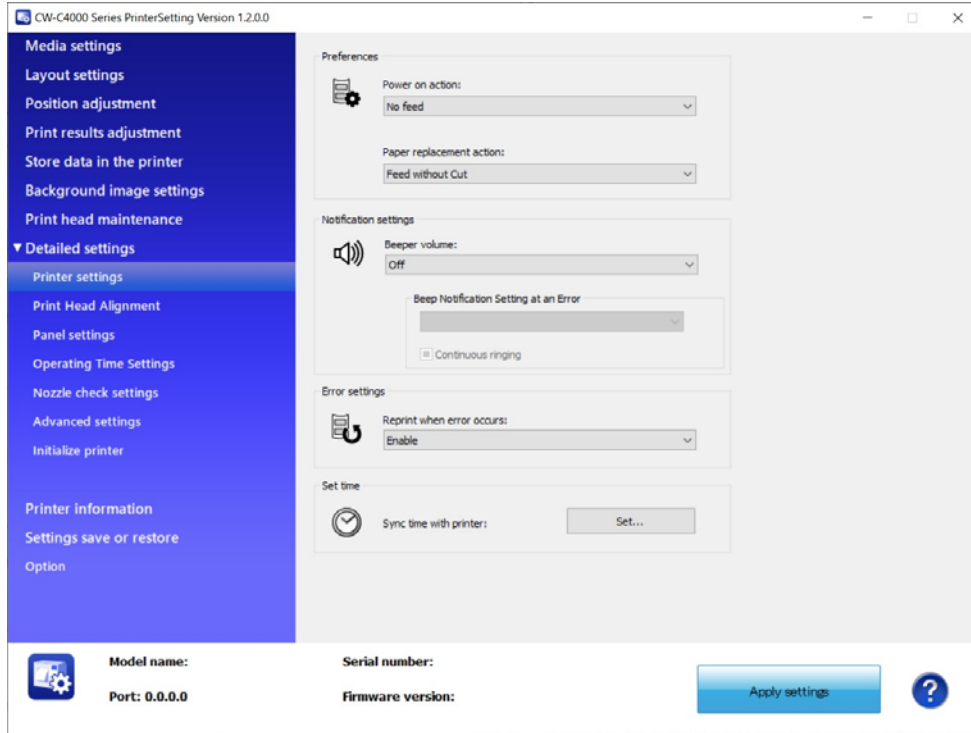 CW-C4000 Series PrinterSetting Version 1.2.0.0
Media settings
Layout settings
Position adjustment
Print results adjustment
Store data in the printer
Background image settings
Print head maintenance
Detailed settings
Printer settings
Print Head Alignment
Panel settings
Operating Time Settings
Nozzle check settings
Advanced settings
Initialize printer
Printer information
Settings save or restore
Option
Preferences
Power on action:
No feed
Paper replacement action:
Feed without Cut
Notification settings
Beeper volume:
Off
Beep Notification Setting at an Error
Continuous ringing
Error settings
Reprint when error occurs:
Enable
Set time
Sync time with printer:
Set...
Model name:
Serial number:
Port: 0.0.0.0
Firmware version:
Apply settings
?